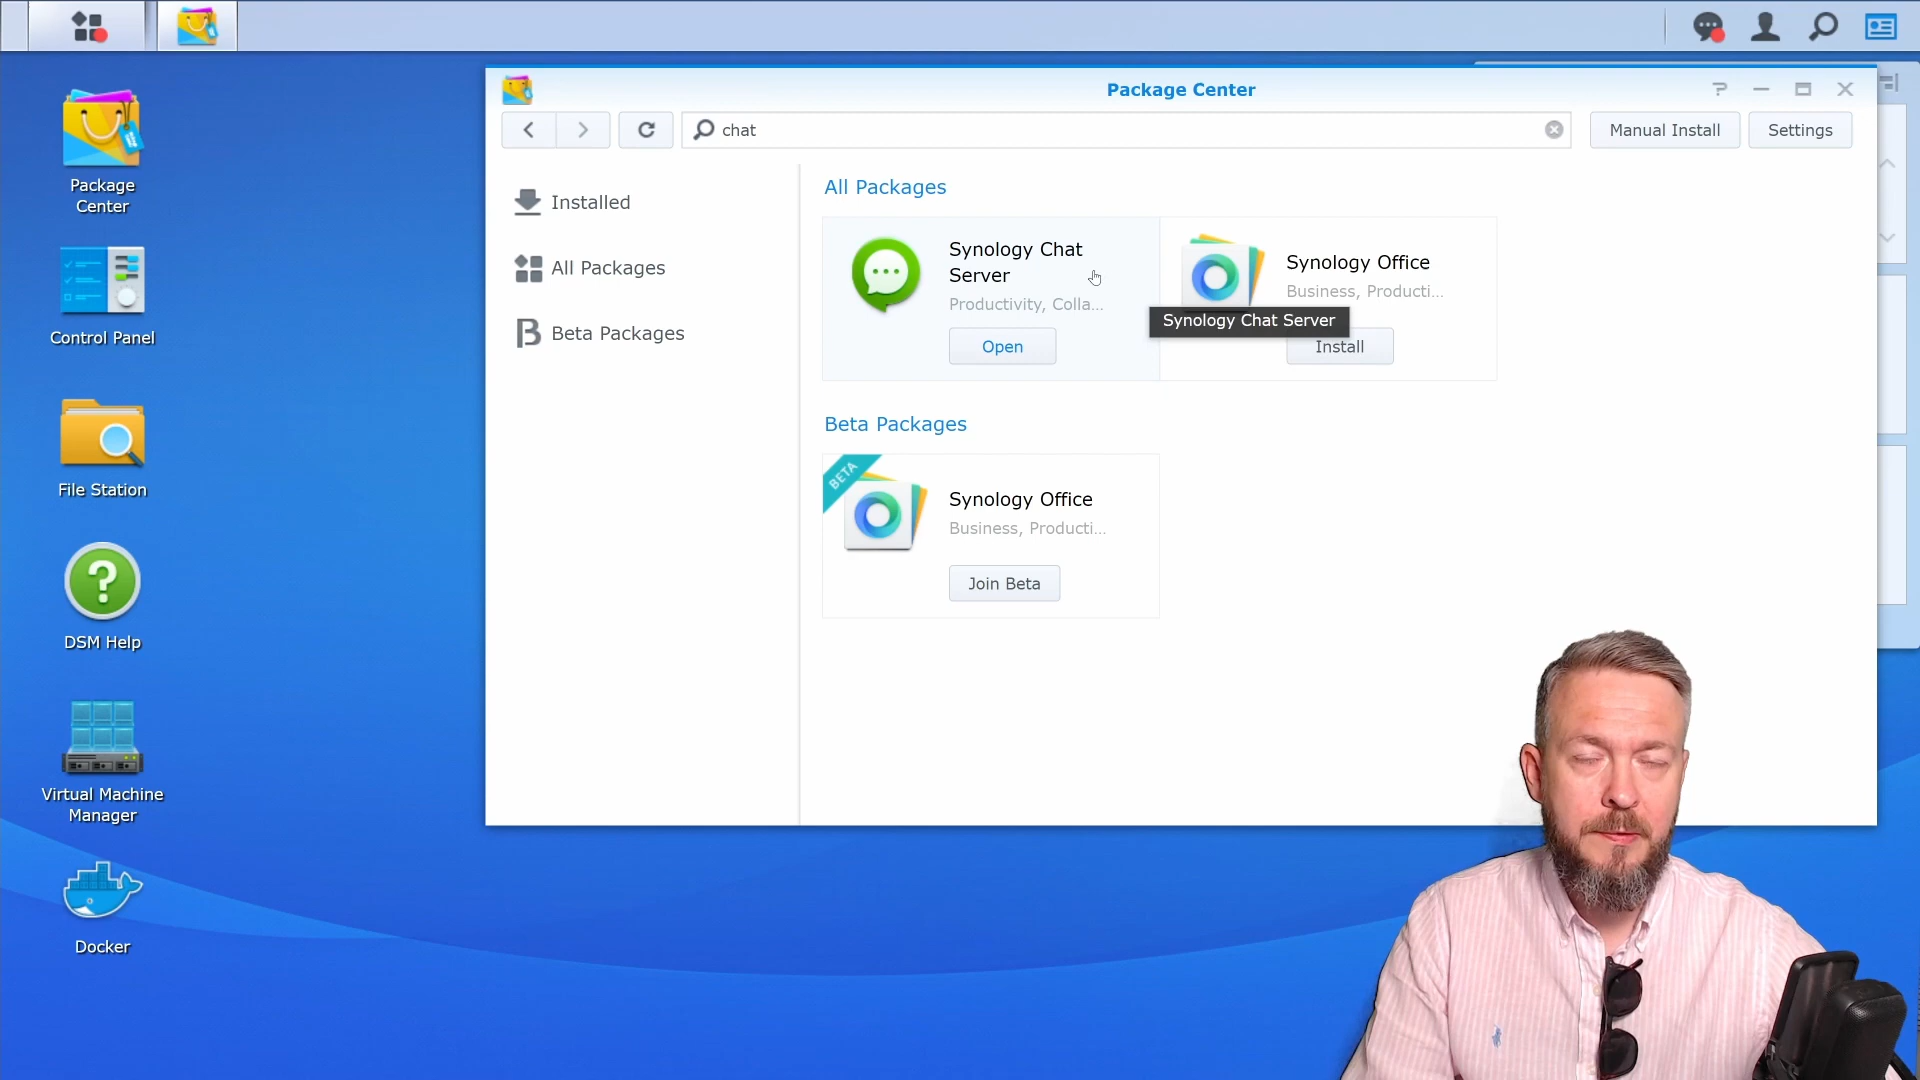 Package Center
chat
Manual Install
Settings
Package
Center
Control Panel
File Station
DSM Help
Virtual Machine
Manager
Docker
Installed
All Packages
Beta Packages
All Packages
Synology Chat
Server
Productivity, Colla...
Open
Synology Office
Business, Producti...
Synology Chat Server
Install
Beta Packages
BETA
Synology Office
Business, Producti...
Join Beta